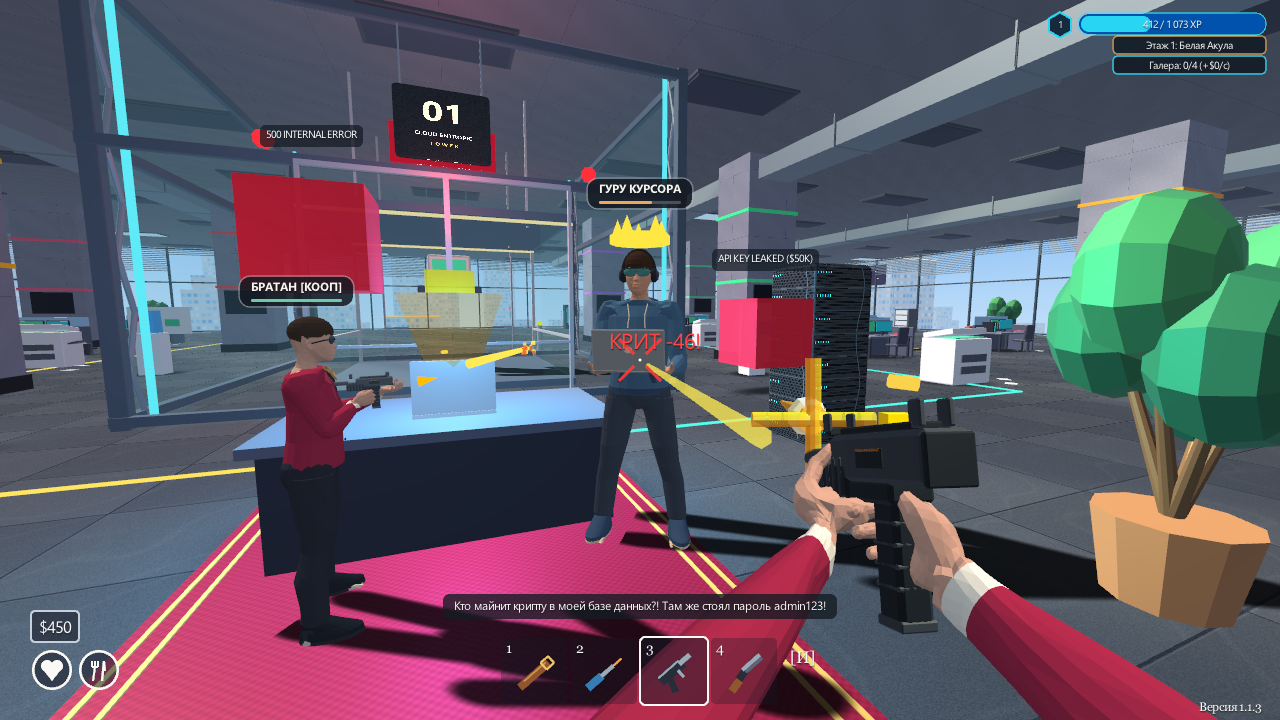 1
412 / 1 073 XP
Этаж 1: Белая Акула
Галера: 0/4 (+$0/с)
01
CLOUD ENTROPIC
TOWER
500 INTERNAL ERROR
ГУРУ КУРСОРА
API KEY LEAKED ($50K)
БРАТАН [КООП]
КРИТ -46!
Кто майнит крипту в моей базе данных?! Там же стоял пароль admin123!
$450
1
2
3
4
[И]
Версия 1.1.3